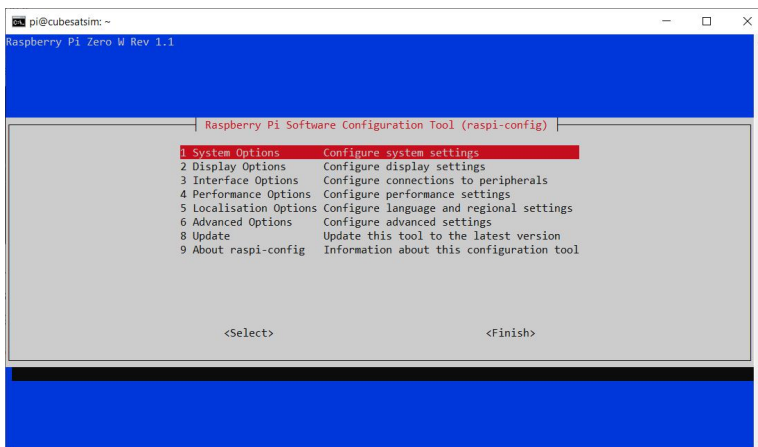 pi@cubesatsim: ~
Raspberry Pi Zero W Rev 1.1
Raspberry Pi Software Configuration Tool (raspi-config)
1 System Options Configure system settings
2 Display Options Configure display settings
3 Interface Options Configure connections to peripherals
4 Performance Options Configure performance settings
5 Localisation Options Configure language and regional settings
6 Advanced Options Configure advanced settings
8 Update Update this tool to the latest version
9 About raspi-config Information about this configuration tool
<Select> <Finish>